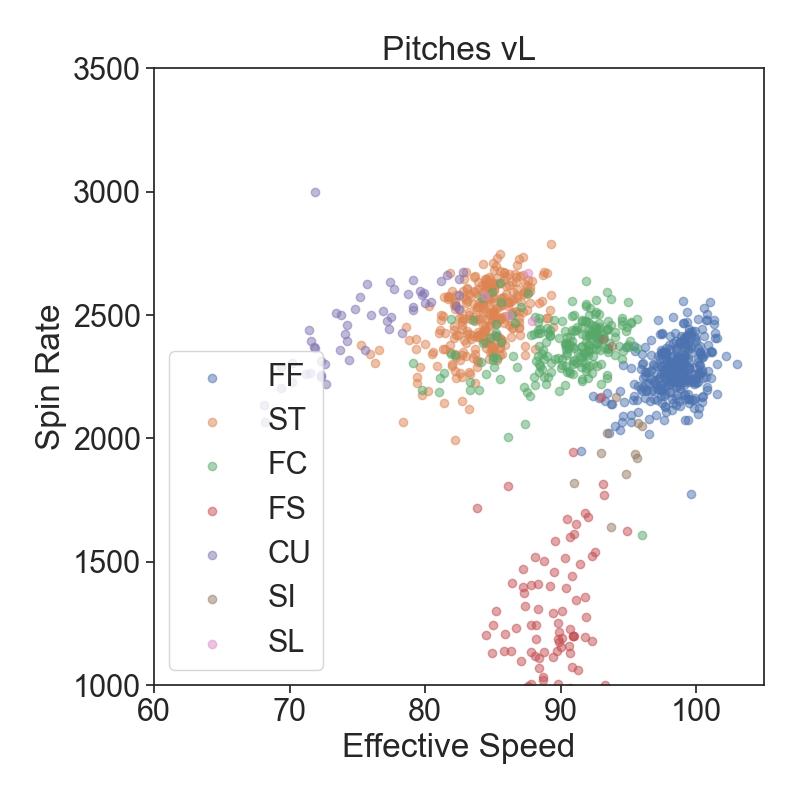 Pitches vL
3500
3000
2500
2000
1500
1000
Spin Rate
FF
ST
FC
FS
CU
SI
SL
60 70 80 90 100
Effective Speed